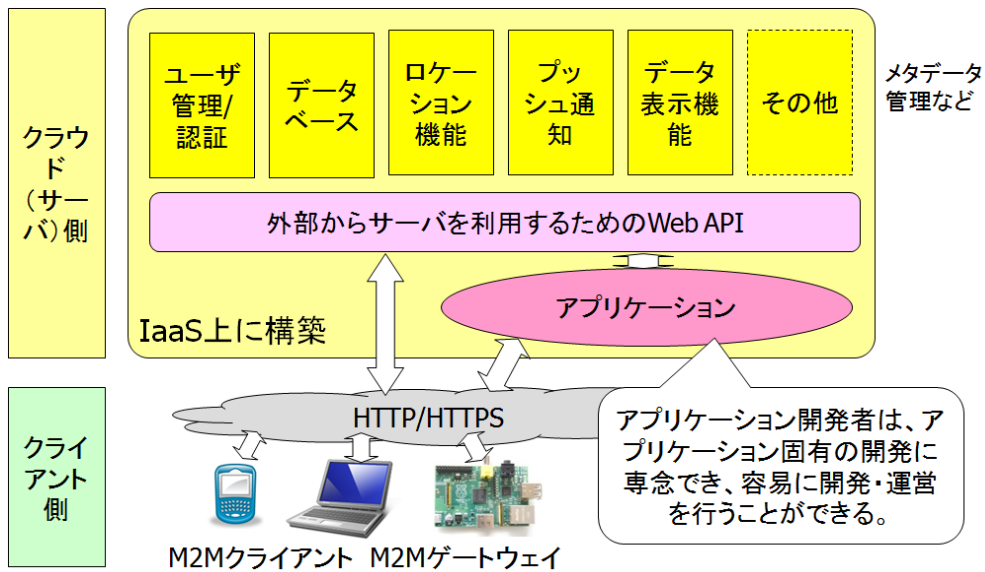 クラウ
ド
(サー
バ)側
ユーザ
管理/
認証
データ
ベース
ロケー
ション
機能
プッ
シュ通
知
データ
表示機
能
その他
メタデータ
管理など
外部からサーバを利用するためのWeb API
アプリケーション
IaaS上に構築
クライ
アント
側
HTTP/HTTPS
アプリケーション開発者は、ア
プリケーション固有の開発に
専念でき、容易に開発・運営
を行うことができる。
M2Mクライアント
M2Mゲートウェイ